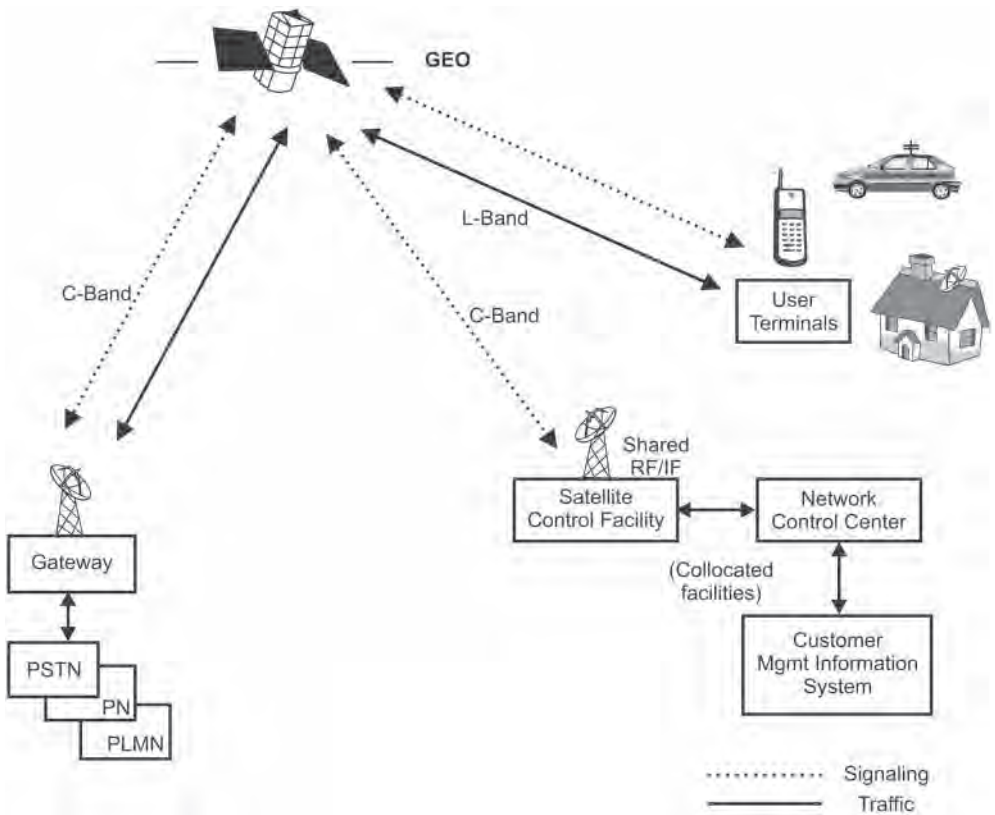 GEO
L-Band
C-Band
C-Band
User
Terminals
Shared
RF/IF
Satellite
Control Facility
Network
Control Center
Gateway
(Collocated
facilities)
PSTN
PN
PLMN
Customer
Mgmt Information
System
Signaling
Traffic